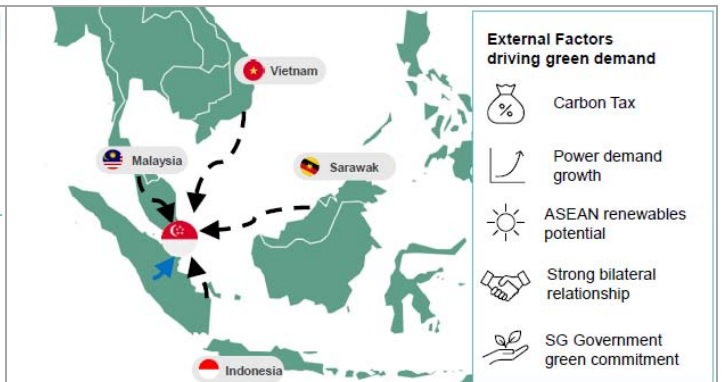 Vietnam
Malaysia
Sarawak
Indonesia
External Factors
driving green demand
%
Carbon Tax
Power demand
growth
ASEAN renewables
potential
Strong bilateral
relationship
SG Government
green commitment